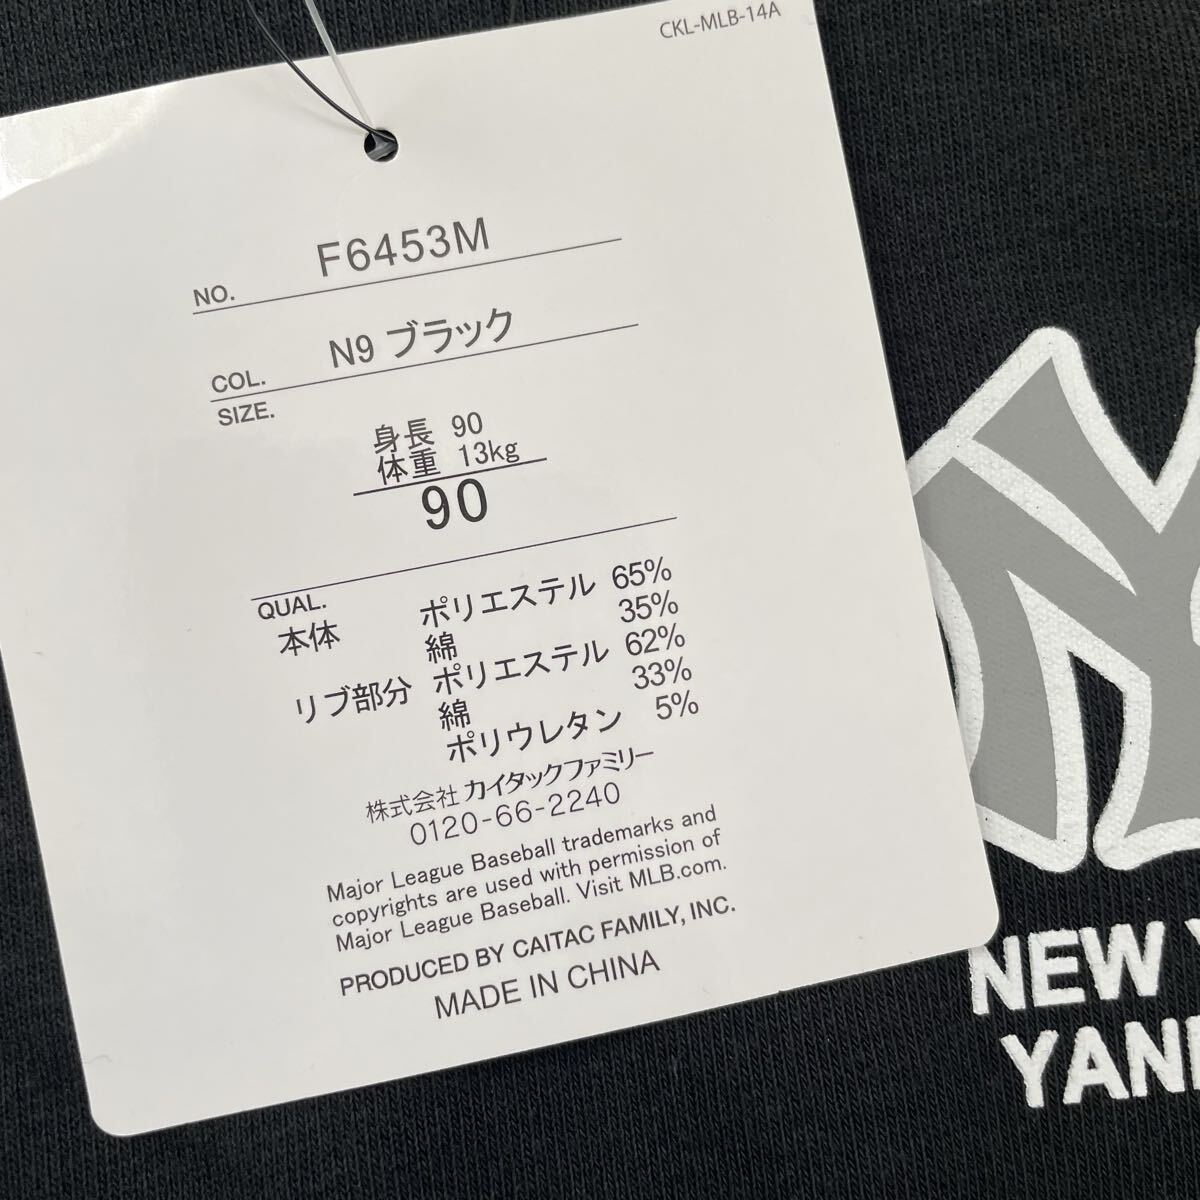 CKL-MLB-14A
NO. F6453M
COL. N9 ブラック
SIZE.
身長 90
体重 13kg
90
QUAL.
本体 ポリエステル 65%
綿 35%
リブ部分 ポリエステル 62%
綿 33%
ポリウレタン 5%
株式会社 カイタックファミリー
0120-66-2240
Major League Baseball trademarks and
copyrights are used with permission of
Major League Baseball. Visit MLB.com.
PRODUCED BY CAITAC FAMILY, INC.
MADE IN CHINA
NY
NEW Y
YAN